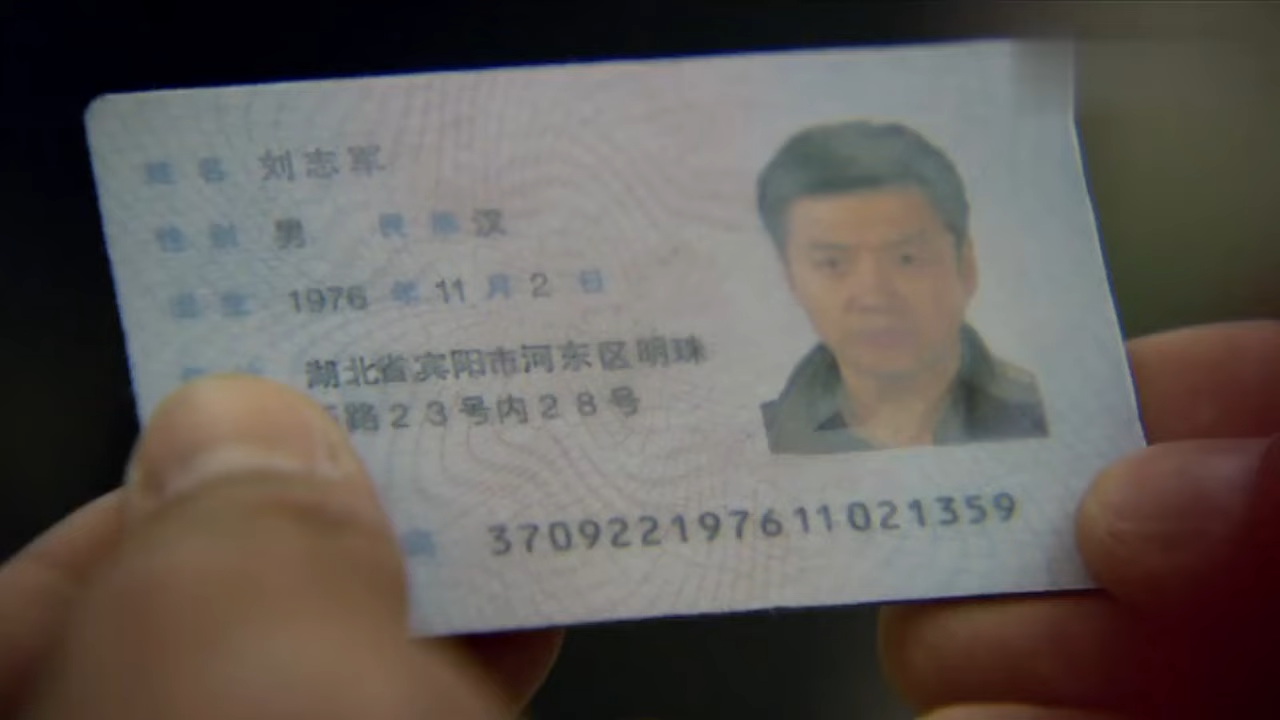 姓名 刘志军
性别 男 民族 汉
出生 1976 年 11 月 2 日
湖北省宾阳市河东区明珠
路23号内28号
370922197611021359